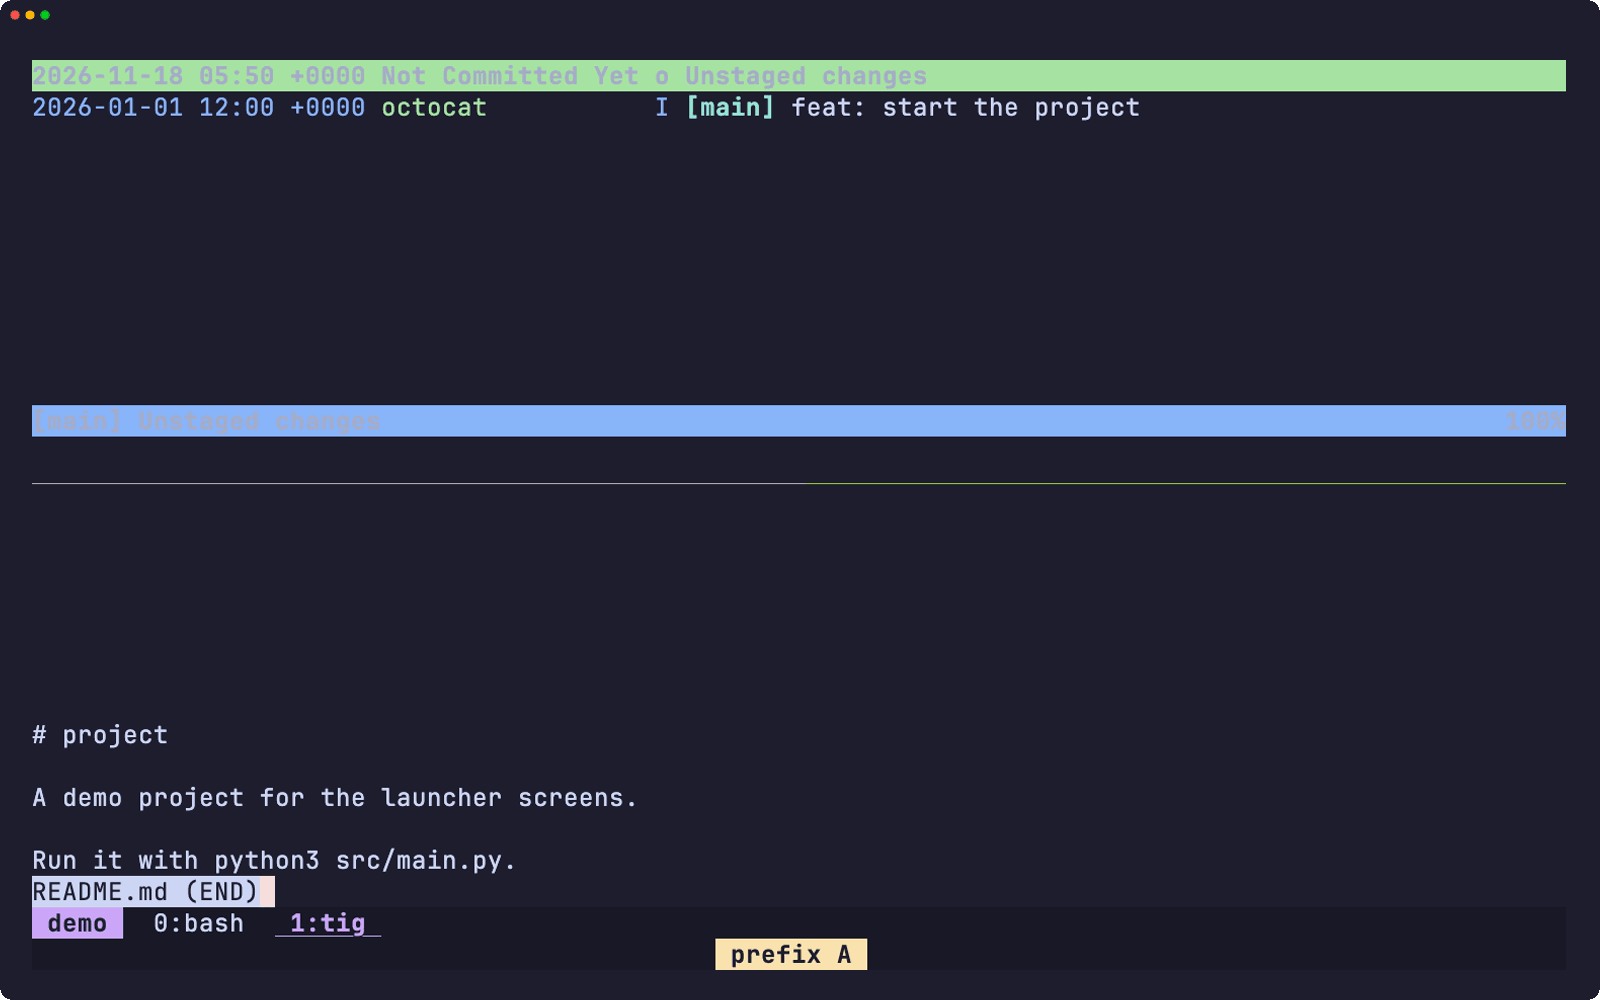 2026-11-18 05:50 +0000 Not Committed Yet o Unstaged changes
2026-01-01 12:00 +0000 octocat I [main] feat: start the project
[main] Unstaged changes 100%
# project
A demo project for the launcher screens.
Run it with python3 src/main.py.
README.md (END)
demo 0:bash 1:tig
prefix A